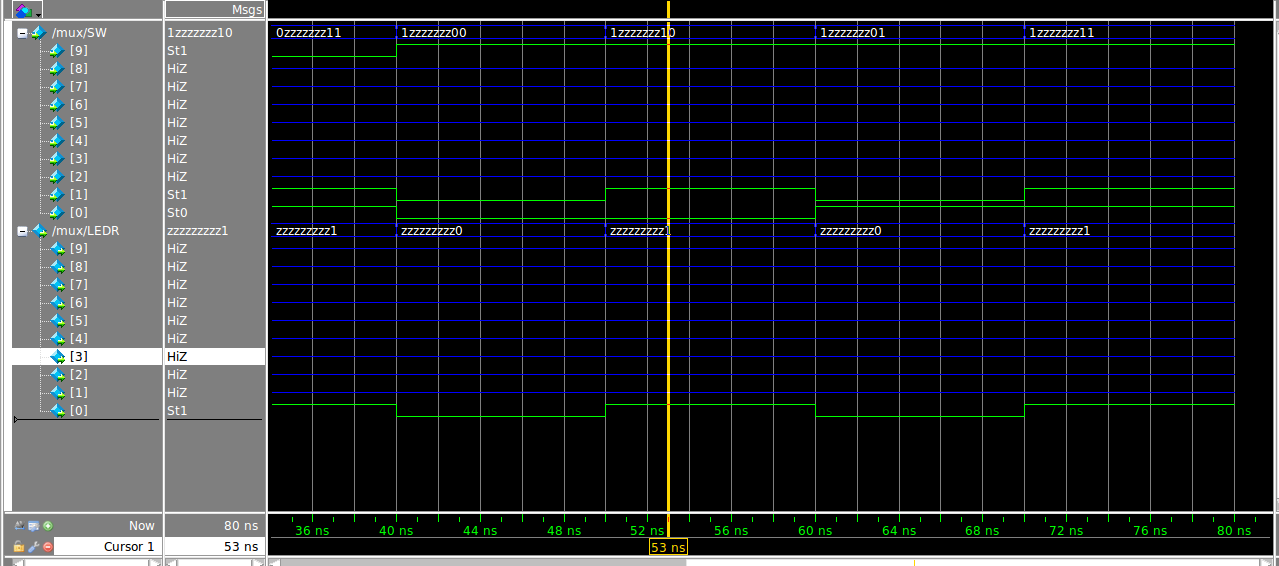 Msgs
/mux/SW 1zzzzzzz10 0zzzzzzz11 1zzzzzzz00 1zzzzzzz10 1zzzzzzz01 1zzzzzzz11
[9] St1
[8] HiZ
[7] HiZ
[6] HiZ
[5] HiZ
[4] HiZ
[3] HiZ
[2] HiZ
[1] St1
[0] St0
/mux/LEDR zzzzzzzzz1 zzzzzzzzz1 zzzzzzzzz0 zzzzzzzzz1 zzzzzzzzz0 zzzzzzzzz1
[9] HiZ
[8] HiZ
[7] HiZ
[6] HiZ
[5] HiZ
[4] HiZ
[3] HiZ
[2] HiZ
[1] HiZ
[0] St1
Now 80 ns 36 ns 40 ns 44 ns 48 ns 52 ns 56 ns 60 ns 64 ns 68 ns 72 ns 76 ns 80 ns
Cursor 1 53 ns 53 ns